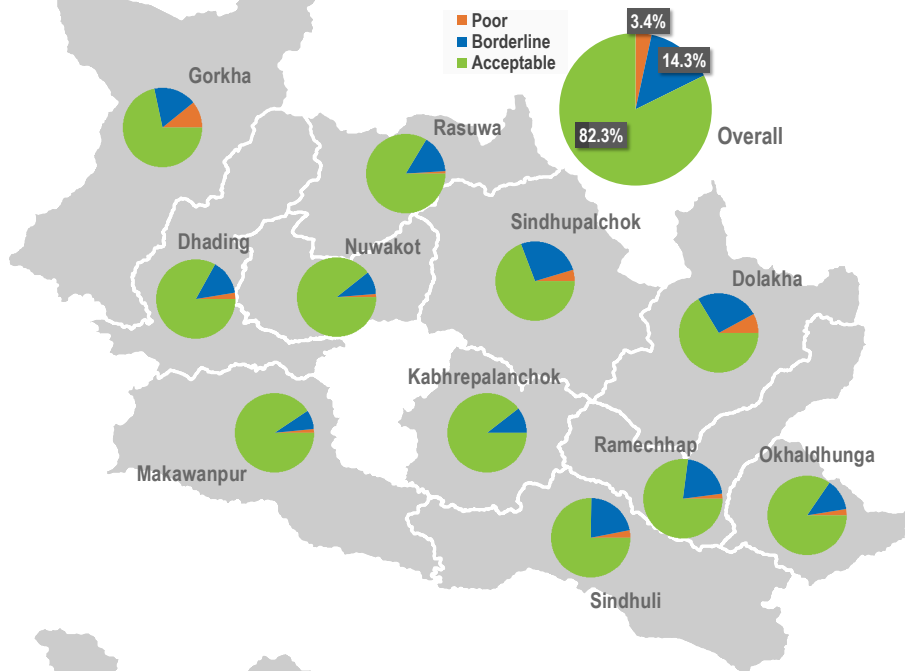 Poor
Borderline
Acceptable
3.4%
14.3%
82.3%
Overall
Gorkha
Rasuwa
Sindhupalchok
Dhading
Nuwakot
Dolakha
Kabhrepalanchok
Makawanpur
Ramechhap
Okhaldhunga
Sindhuli